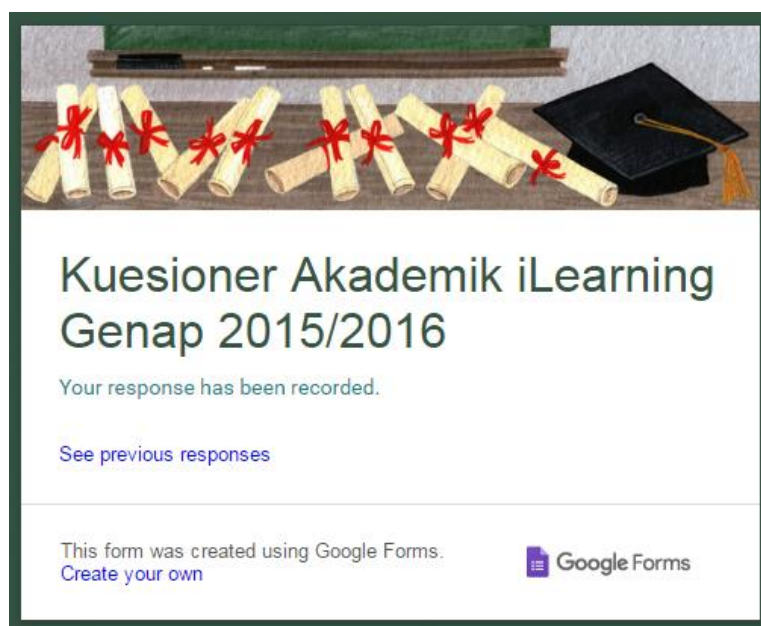 Kuesioner Akademik iLearning
Genap 2015/2016
Your response has been recorded.
See previous responses
This form was created using Google Forms.
Create your own
Google Forms